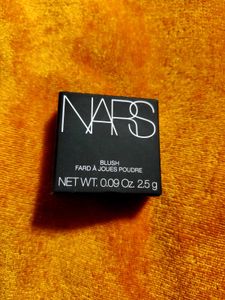 NARS
BLUSH
FARD À JOUES POUDRE
NET WT. 0.09 Oz. 2.5 g